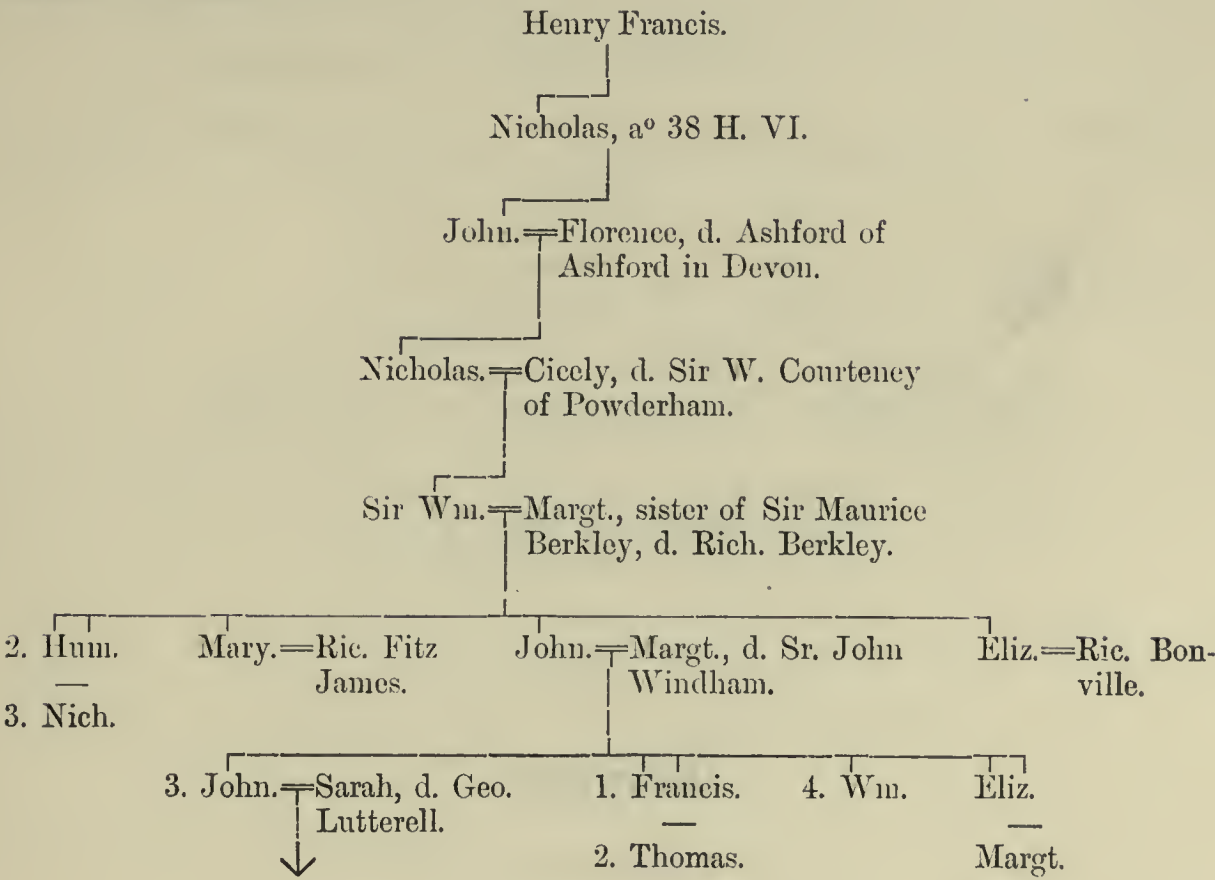 Henry Francis.
Nicholas, aº 38 H. VI.
John.=Florence, d. Ashford of
Ashford in Devon.
Nicholas.=Cicely, d. Sir W. Courteney
of Powderham.
Sir Wm.=Margt., sister of Sir Maurice
Berkley, d. Rich. Berkley.
2. Hum.
—
3. Nich.
Mary.=Ric. Fitz
James.
John.=Margt., d. Sr. John
Windham.
Eliz.=Ric. Bon-
ville.
3. John.=Sarah, d. Geo.
Lutterell.
1. Francis.
—
2. Thomas.
4. Wm.
Eliz.
—
Margt.